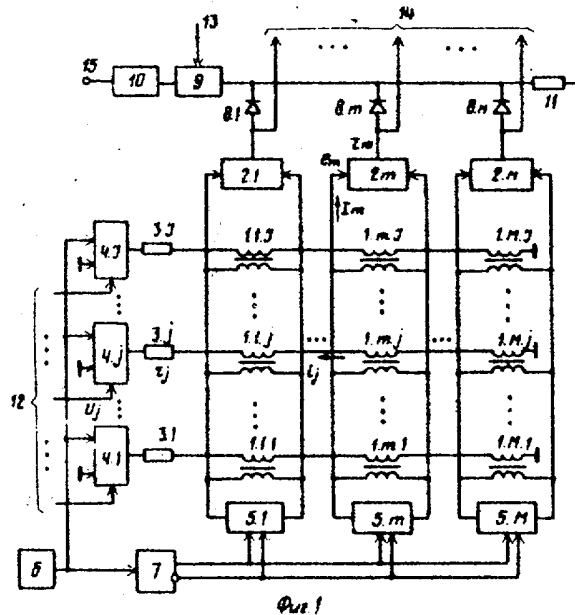 13
14
15
10
9
11
8.1
8.m
8.м
τm
em
2.1
2.m
2.м
Im
4.J
3.J
1.1.J
1.m.J
1.M.J
12
4.j
3.j
τj
1.1.j
ij
1.m.j
1.M.j
Uj
4.1
3.1
1.1.1
1.m.1
1.M.1
5.1
5.m
5.M
6
7
Фиг.1